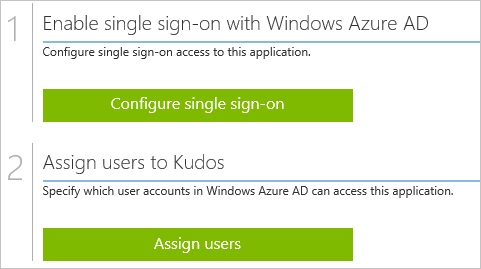 1
Enable single sign-on with Windows Azure AD
Configure single sign-on access to this application.
Configure single sign-on
2
Assign users to Kudos
Specify which user accounts in Windows Azure AD can access this application.
Assign users